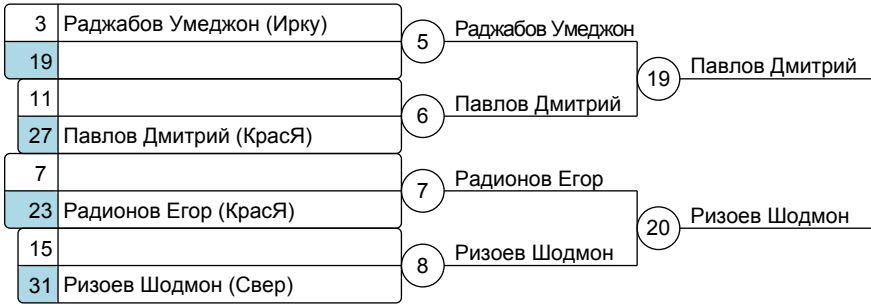 3 Раджабов Умеджон (Ирку)
5 Раджабов Умеджон
19
19 Павлов Дмитрий
11
6 Павлов Дмитрий
27 Павлов Дмитрий (КрасЯ)
7
7 Радионов Егор
23 Радионов Егор (КрасЯ)
20 Ризоев Шодмон
15
8 Ризоев Шодмон
31 Ризоев Шодмон (Свер)